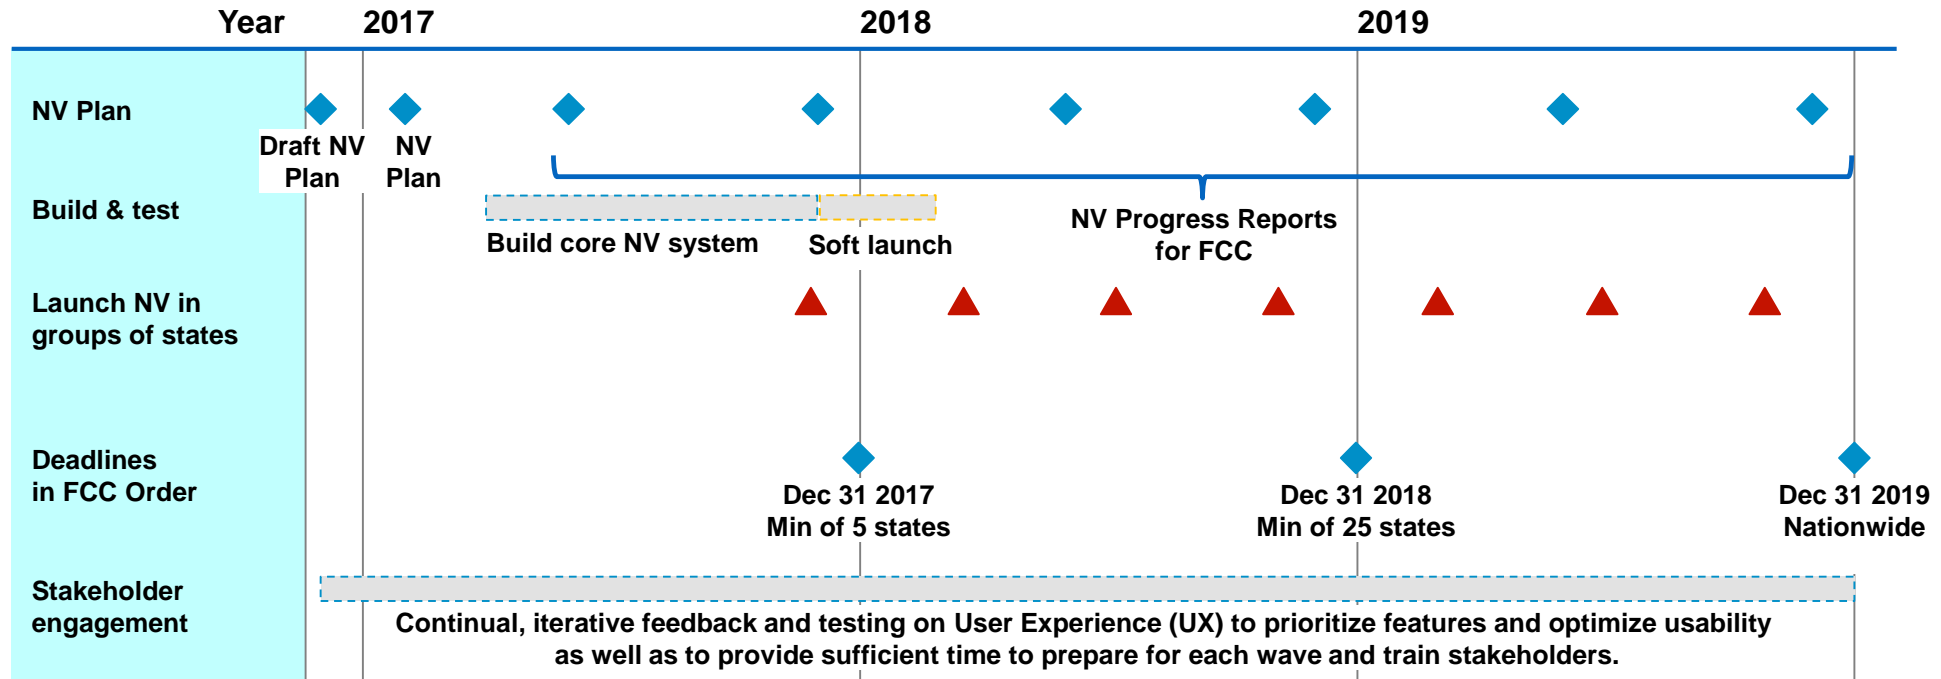 Year 2017 2018 2019
NV Plan
Draft NV
Plan
NV
Plan
Build & test
Build core NV system
Soft launch
NV Progress Reports
for FCC
Launch NV in
groups of states
Deadlines
in FCC Order
Dec 31 2017
Min of 5 states
Dec 31 2018
Min of 25 states
Dec 31 2019
Nationwide
Stakeholder
engagement
Continual, iterative feedback and testing on User Experience (UX) to prioritize features and optimize usability
as well as to provide sufficient time to prepare for each wave and train stakeholders.